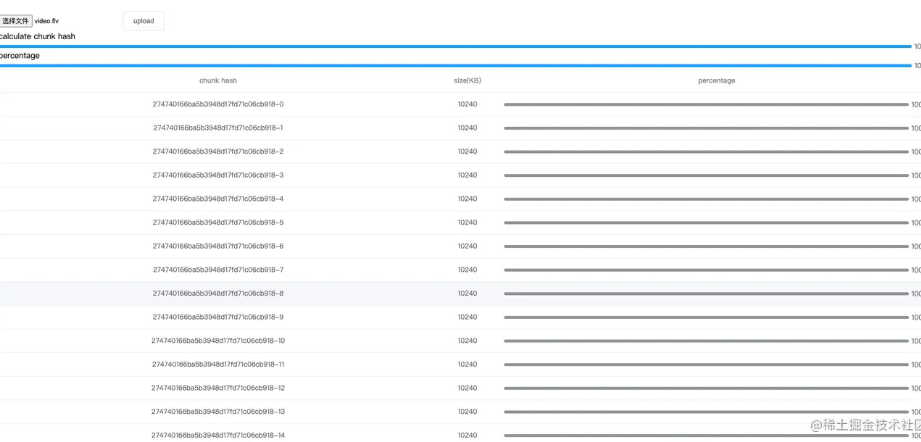 选择文件 video.flv upload
calculate chunk hash
10
percentage
10
chunk hash size(KB) percentage
274740166ba5b3948d17fd71c06cb918-0 10240 100
274740166ba5b3948d17fd71c06cb918-1 10240 100
274740166ba5b3948d17fd71c06cb918-2 10240 100
274740166ba5b3948d17fd71c06cb918-3 10240 100
274740166ba5b3948d17fd71c06cb918-4 10240 100
274740166ba5b3948d17fd71c06cb918-5 10240 100
274740166ba5b3948d17fd71c06cb918-6 10240 100
274740166ba5b3948d17fd71c06cb918-7 10240 100
274740166ba5b3948d17fd71c06cb918-8 10240 100
274740166ba5b3948d17fd71c06cb918-9 10240 100
274740166ba5b3948d17fd71c06cb918-10 10240 100
274740166ba5b3948d17fd71c06cb918-11 10240 100
274740166ba5b3948d17fd71c06cb918-12 10240 100
274740166ba5b3948d17fd71c06cb918-13 10240 100
@稀土掘金技术社区
274740166ba5b3948d17fd71c06cb918-14 10240 100